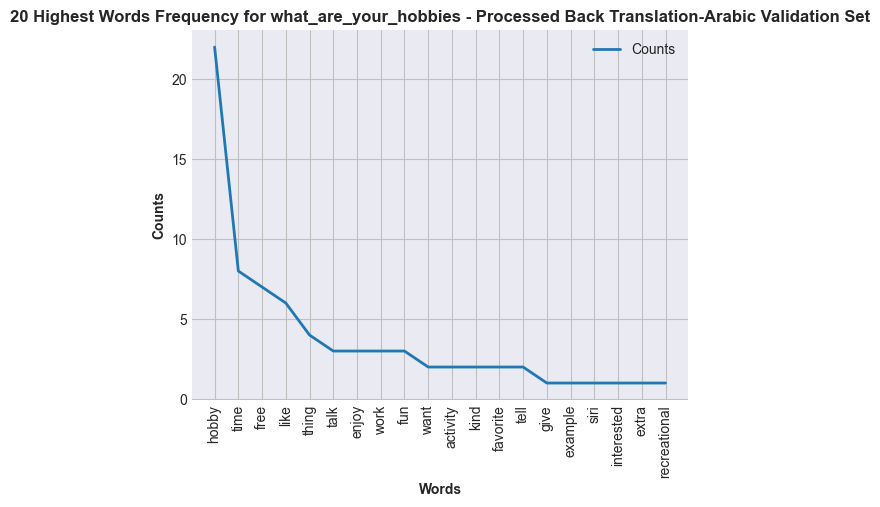 20 Highest Words Frequency for what_are_your_hobbies - Processed Back Translation-Arabic Validation Set
Counts
20
15
10
5
0
Counts
hobby
time
free
like
thing
talk
enjoy
work
fun
want
activity
kind
favorite
tell
give
example
siri
interested
extra
recreational
Words